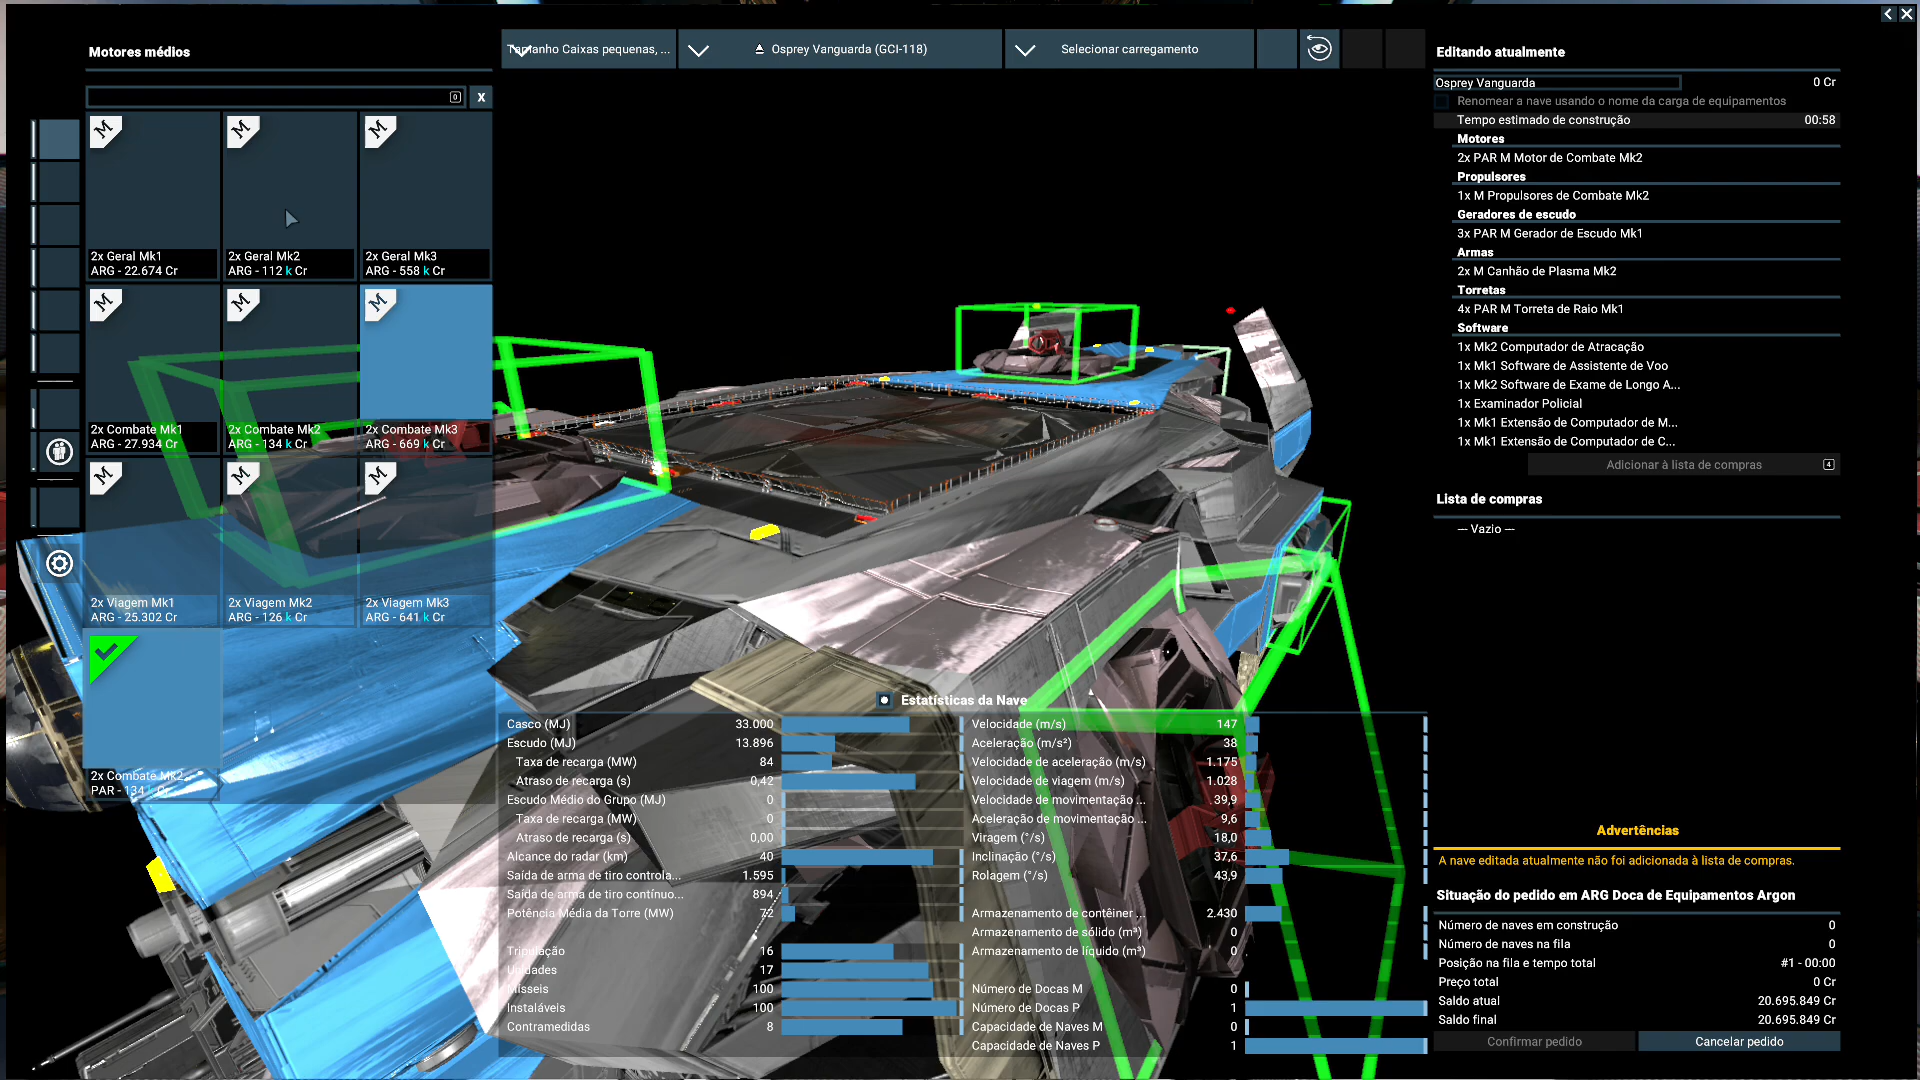 Motores médios
0
X
M
M
M
2x Geral Mk1
ARG - 22.674 Cr
2x Geral Mk2
ARG - 112 k Cr
2x Geral Mk3
ARG - 558 k Cr
M
M
M
2x Combate Mk1
ARG - 27.934 Cr
2x Combate Mk2
ARG - 134 k Cr
2x Combate Mk3
ARG - 669 k Cr
M
M
M
2x Viagem Mk1
ARG - 25.302 Cr
2x Viagem Mk2
ARG - 126 k Cr
2x Viagem Mk3
ARG - 641 k Cr
2x Combate Mk2
PAR - 134 k Cr
Tamanho Caixas pequenas, ...
Osprey Vanguarda (GCI-118)
Selecionar carregamento
Estatísticas da Nave
Casco (MJ) 33.000
Escudo (MJ) 13.896
Taxa de recarga (MW) 84
Atraso de recarga (s) 0,42
Escudo Médio do Grupo (MJ) 0
Taxa de recarga (MW) 0
Atraso de recarga (s) 0,00
Alcance do radar (km) 40
Saída de arma de tiro controla... 1.595
Saída de arma de tiro contínuo... 894
Potência Média da Torre (MW) 72
Tripulação 16
Unidades 17
Mísseis 100
Instaláveis 100
Contramedidas 8
Velocidade (m/s) 147
Aceleração (m/s²) 38
Velocidade de aceleração (m/s) 1.175
Velocidade de viagem (m/s) 1.028
Velocidade de movimentação ... 39,9
Aceleração de movimentação ... 9,6
Viragem (°/s) 18,0
Inclinação (°/s) 37,6
Rolagem (°/s) 43,9
Armazenamento de contêiner ... 2.430
Armazenamento de sólido (m³) 0
Armazenamento de líquido (m³) 0
Número de Docas M 0
Número de Docas P 1
Capacidade de Naves M 0
Capacidade de Naves P 1
Editando atualmente
Osprey Vanguarda 0 Cr
Renomear a nave usando o nome da carga de equipamentos
Tempo estimado de construção 00:58
Motores
2x PAR M Motor de Combate Mk2
Propulsores
1x M Propulsores de Combate Mk2
Geradores de escudo
3x PAR M Gerador de Escudo Mk1
Armas
2x M Canhão de Plasma Mk2
Torretas
4x PAR M Torreta de Raio Mk1
Software
1x Mk2 Computador de Atracação
1x Mk1 Software de Assistente de Voo
1x Mk2 Software de Exame de Longo A...
1x Examinador Policial
1x Mk1 Extensão de Computador de M...
1x Mk1 Extensão de Computador de C...
Adicionar à lista de compras 4
Lista de compras
— Vazio —
Advertências
A nave editada atualmente não foi adicionada à lista de compras.
Situação do pedido em ARG Doca de Equipamentos Argon
Número de naves em construção 0
Número de naves na fila 0
Posição na fila e tempo total #1 - 00:00
Preço total 0 Cr
Saldo atual 20.695.849 Cr
Saldo final 20.695.849 Cr
Confirmar pedido
Cancelar pedido